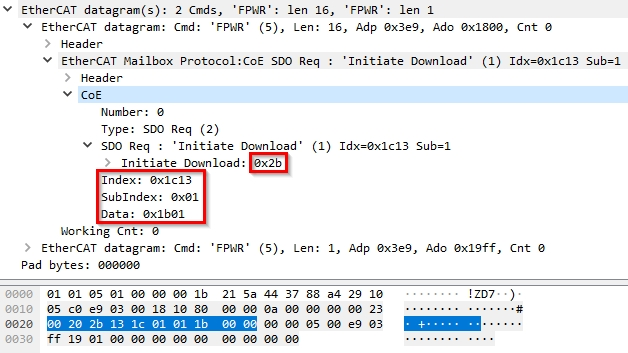 EtherCAT datagram(s): 2 Cmds, 'FPWR': len 16, 'FPWR': len 1
EtherCAT datagram: Cmd: 'FPWR' (5), Len: 16, Adp 0x3e9, Ado 0x1800, Cnt 0
Header
EtherCAT Mailbox Protocol:CoE SDO Req : 'Initiate Download' (1) Idx=0x1c13 Sub=1
Header
CoE
Number: 0
Type: SDO Req (2)
SDO Req : 'Initiate Download' (1) Idx=0x1c13 Sub=1
Initiate Download: 0x2b
Index: 0x1c13
SubIndex: 0x01
Data: 0x1b01
Working Cnt: 0
EtherCAT datagram: Cmd: 'FPWR' (5), Len: 1, Adp 0x3e9, Ado 0x19ff, Cnt 0
Pad bytes: 000000
0000 01 01 05 01 00 00 00 1b 21 5a 44 37 88 a4 29 10 ········ !ZD7··)·
0010 05 c0 e9 03 00 18 10 80 00 00 0a 00 00 00 00 23 ········ ·······#
0020 00 20 2b 13 1c 01 01 1b 00 00 00 00 05 00 e9 03 · +····· ········
0030 ff 19 01 00 00 00 00 00 00 00 00 00 ········ ····